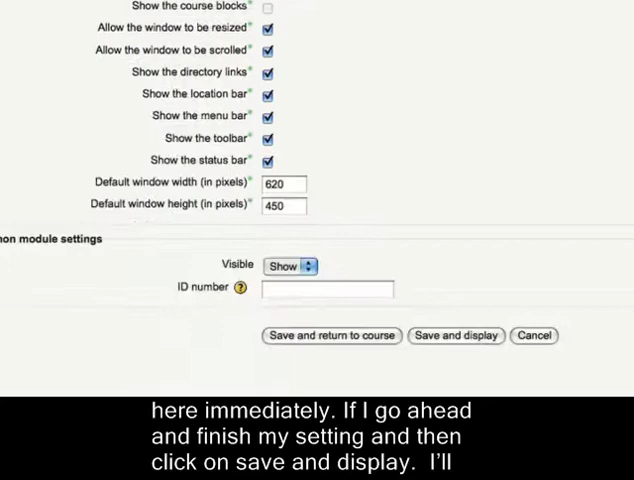 Show the course blocks*
Allow the window to be resized*
Allow the window to be scrolled*
Show the directory links*
Show the location bar*
Show the menu bar*
Show the toolbar*
Show the status bar*
Default window width (in pixels)* 620
Default window height (in pixels)* 450
non module settings
Visible Show
ID number ?
Save and return to course Save and display Cancel
here immediately. If I go ahead
and finish my setting and then
click on save and display. I'll